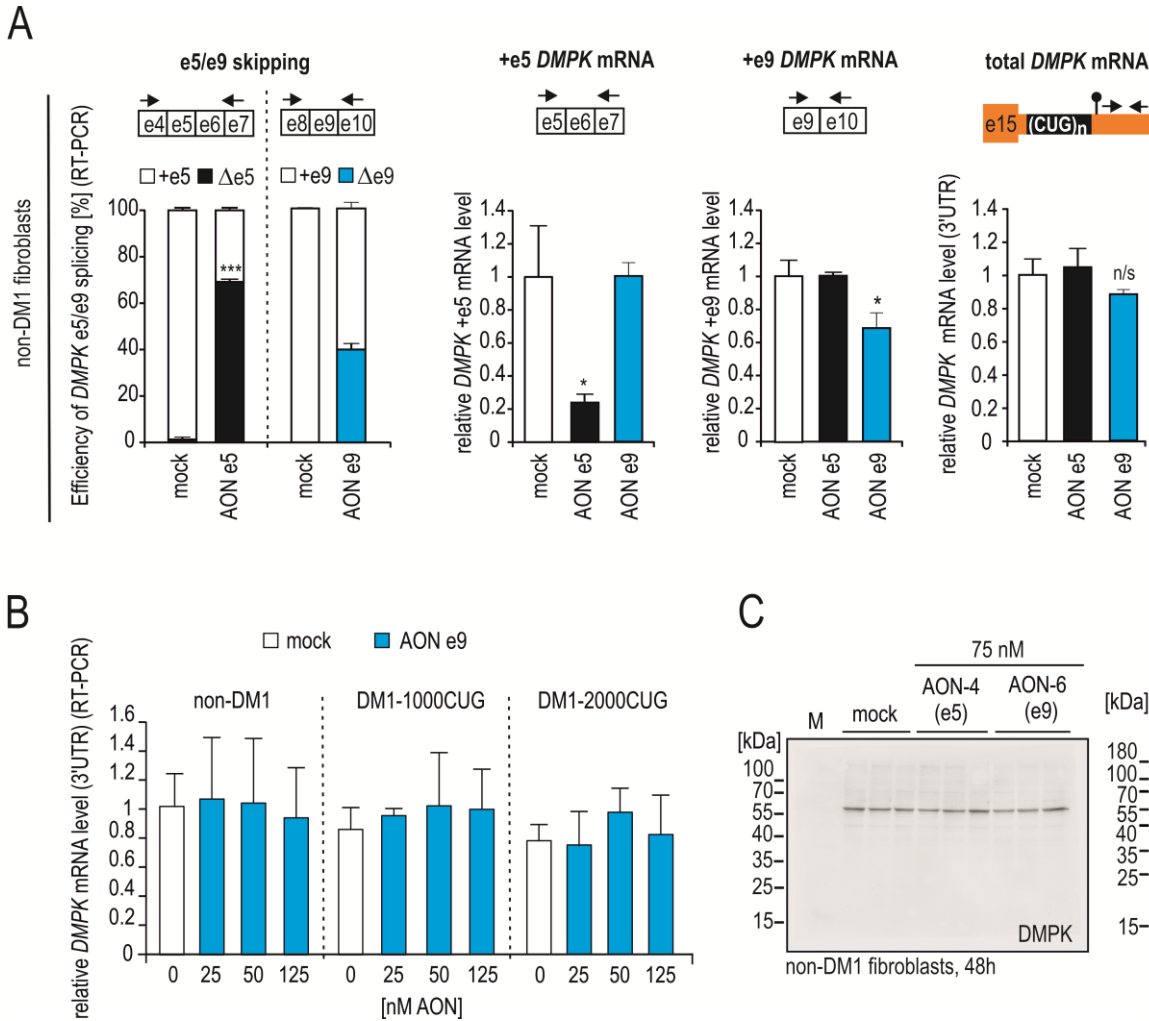 A
non-DM1 fibroblasts
e5/e9 skipping
e4 e5 e6 e7
e8 e9 e10
+e5 Δe5
+e9 Δe9
Efficiency of DMPK e5/e9 splicing [%] (RT-PCR)
100
80
60
40
20
0
***
mock
AON e5
mock
AON e9
+e5 DMPK mRNA
e5 e6 e7
relative DMPK +e5 mRNA level
1.4
1.2
1
0.8
0.6
0.4
0.2
0
*
mock
AON e5
AON e9
+e9 DMPK mRNA
e9 e10
relative DMPK +e9 mRNA level
1.4
1.2
1
0.8
0.6
0.4
0.2
0
*
mock
AON e5
AON e9
total DMPK mRNA
e15 (CUG)n
relative DMPK mRNA level (3'UTR)
1.4
1.2
1
0.8
0.6
0.4
0.2
0
n/s
mock
AON e5
AON e9
B
mock AON e9
relative DMPK mRNA level (3'UTR) (RT-PCR)
non-DM1 DM1-1000CUG DM1-2000CUG
1.6
1.4
1.2
1
0.8
0.6
0.4
0.2
0
0 25 50 125 0 25 50 125 0 25 50 125
[nM AON]
C
75 nM
M mock AON-4 (e5) AON-6 (e9)
[kDa]
100
70
55
40
35
25
15
[kDa]
180
100
70
55
40
35
25
15
DMPK
non-DM1 fibroblasts, 48h